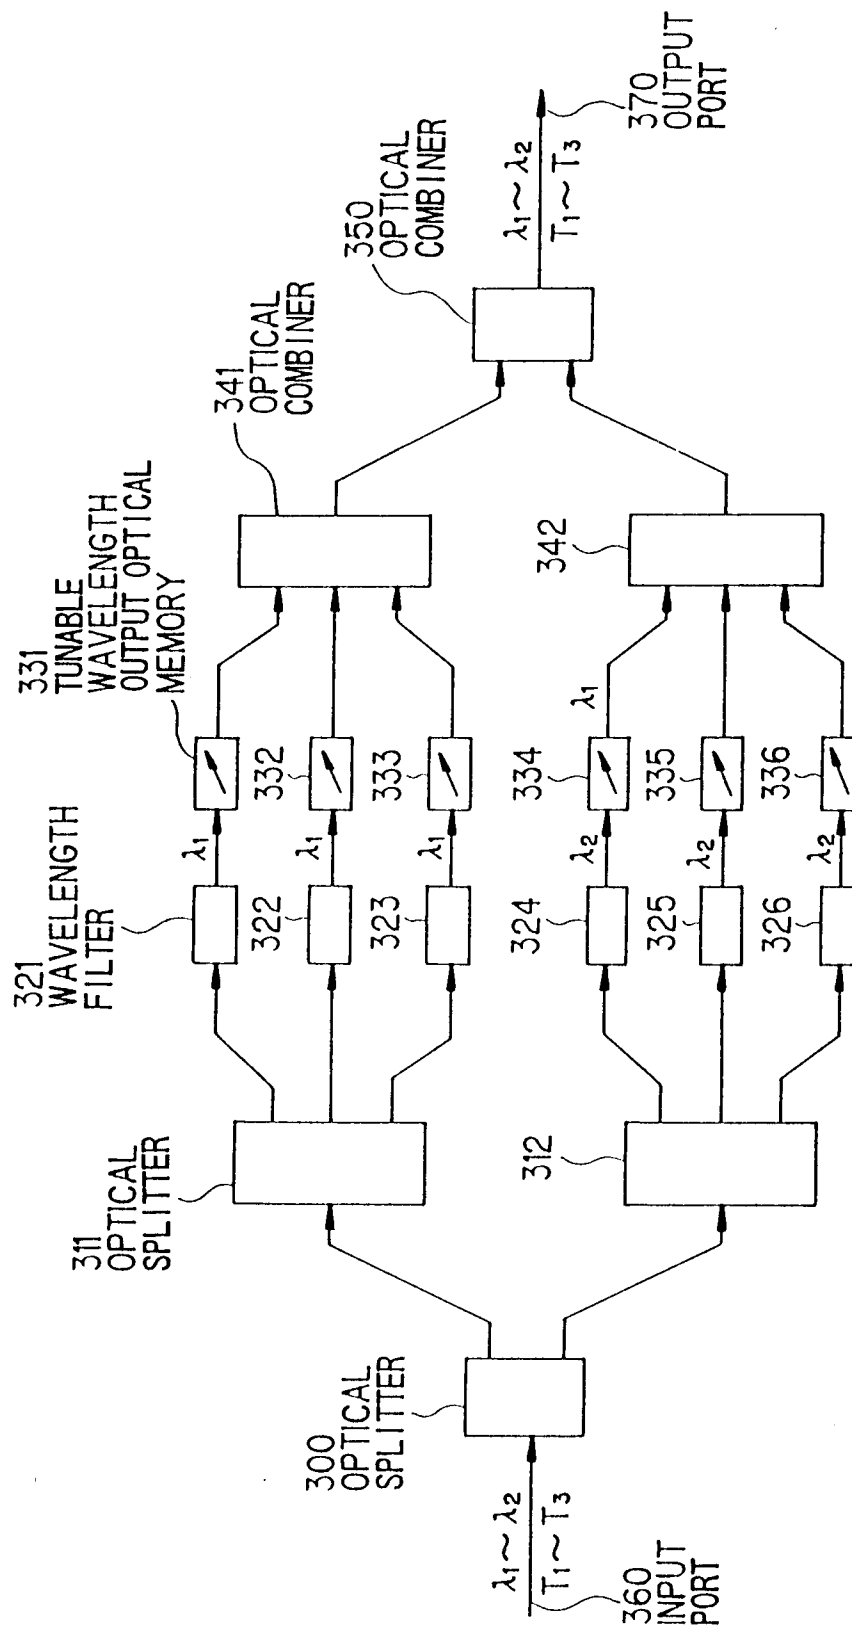 360
INPUT
PORT
λ1~λ2
T1~T3
300
OPTICAL
SPLITTER
311
OPTICAL
SPLITTER
312
321
WAVELENGTH
FILTER
322
323
324
325
326
λ1
λ1
λ1
λ2
λ2
λ2
331
TUNABLE
WAVELENGTH
OUTPUT OPTICAL
MEMORY
332
333
334
335
336
λ1
341
OPTICAL
COMBINER
342
350
OPTICAL
COMBINER
λ1~λ2
T1~T3
370
OUTPUT
PORT